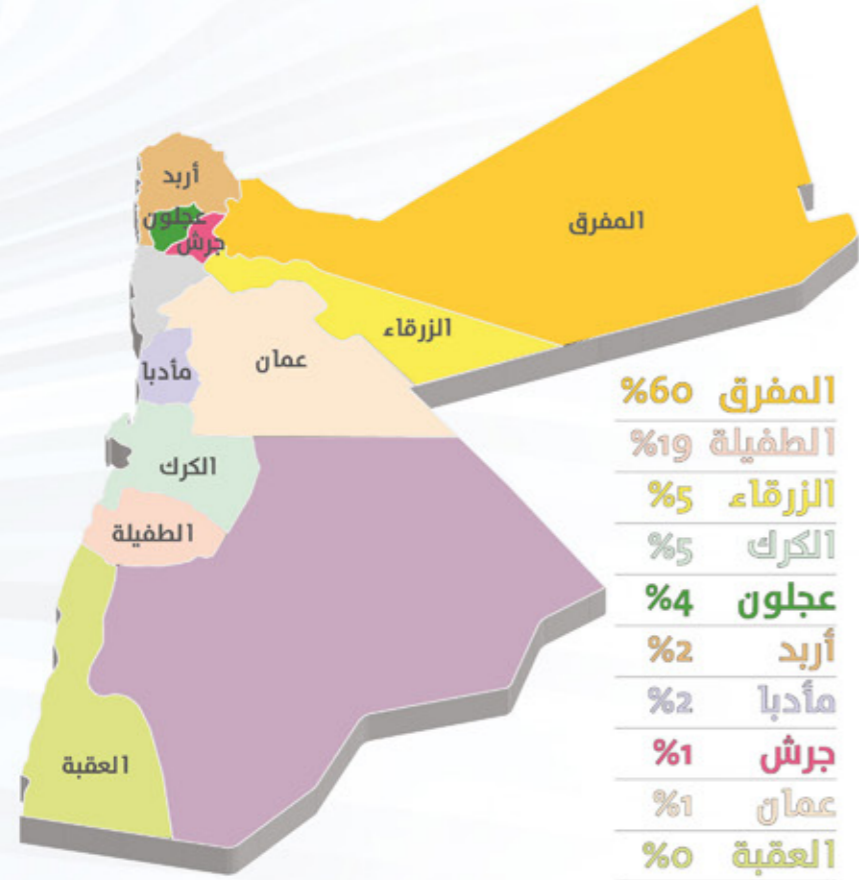 أربد
عجلون
جرش
المفرق
الزرقاء
عمان
مأدبا
الكرك
الطفيلة
العقبة
المفرق %60
الطفيلة %19
الزرقاء %5
الكرك %5
عجلون %4
أربد %2
مأدبا %2
جرش %1
عمان %1
العقبة %0